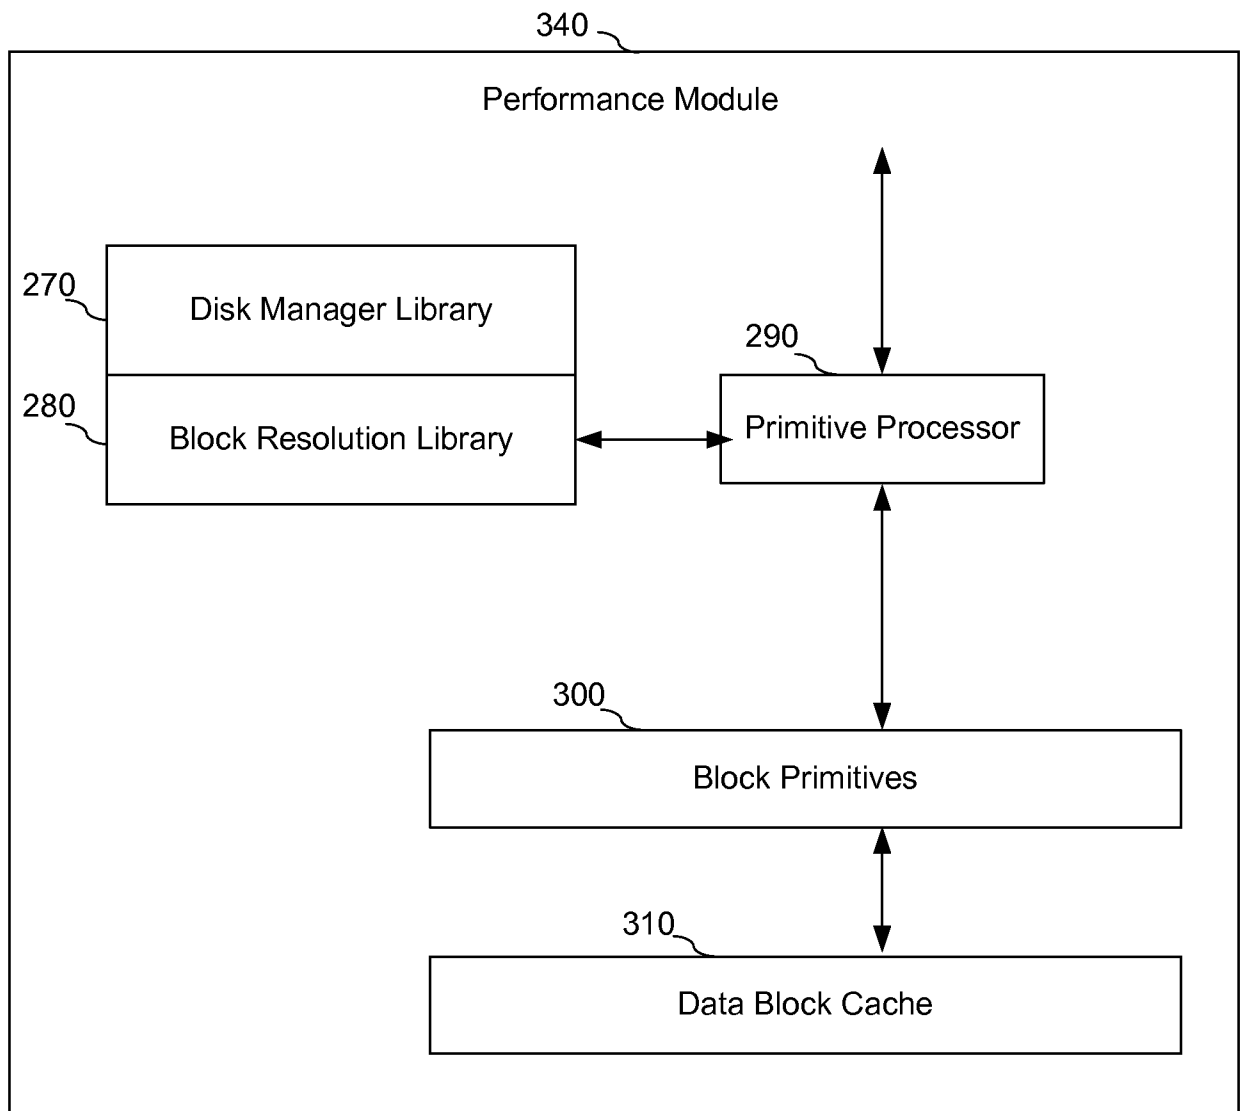 340
Performance Module
270
Disk Manager Library
290
280
Block Resolution Library
Primitive Processor
300
Block Primitives
310
Data Block Cache